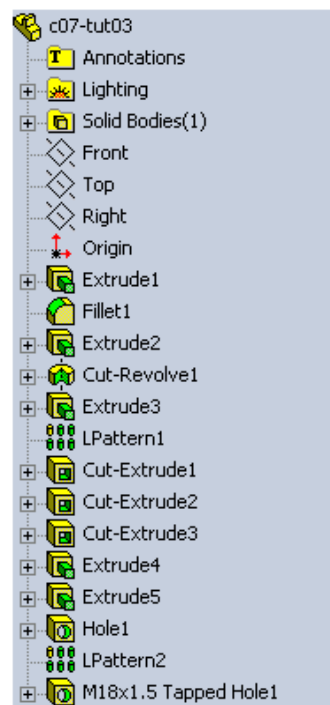 c07-tut03
Annotations
Lighting
Solid Bodies(1)
Front
Top
Right
Origin
Extrude1
Fillet1
Extrude2
Cut-Revolve1
Extrude3
LPattern1
Cut-Extrude1
Cut-Extrude2
Cut-Extrude3
Extrude4
Extrude5
Hole1
LPattern2
M18x1.5 Tapped Hole1